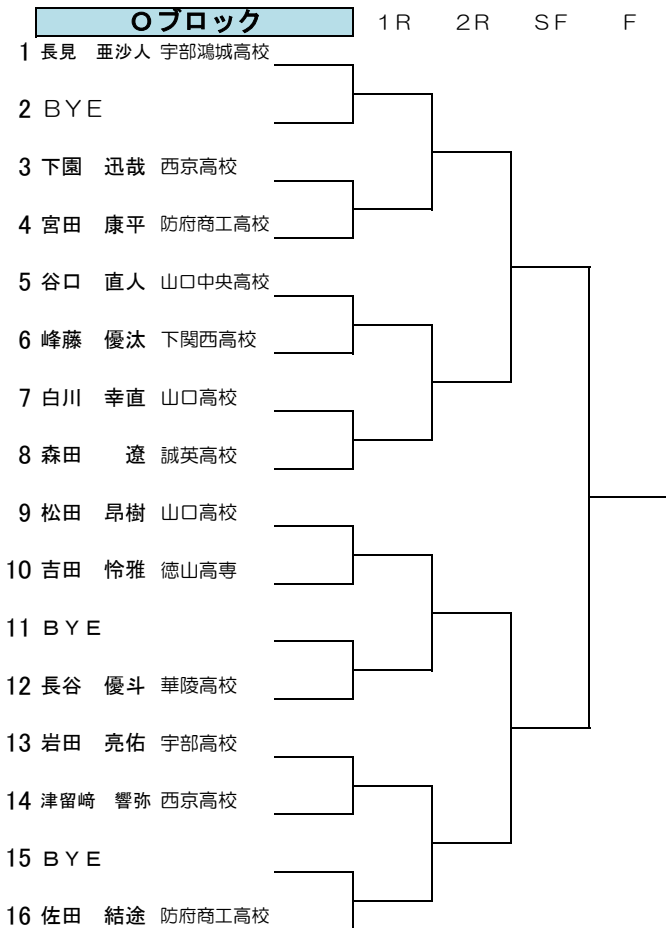 Oブロック 1R 2R SF F
1 長見 亜沙人 宇部鴻城高校
2 BYE
3 下園 迅哉 西京高校
4 宮田 康平 防府商工高校
5 谷口 直人 山口中央高校
6 峰藤 優汰 下関西高校
7 白川 幸直 山口高校
8 森田 遼 誠英高校
9 松田 昂樹 山口高校
10 吉田 怜雅 徳山高専
11 BYE
12 長谷 優斗 華陵高校
13 岩田 亮佑 宇部高校
14 津留﨑 響弥 西京高校
15 BYE
16 佐田 結途 防府商工高校